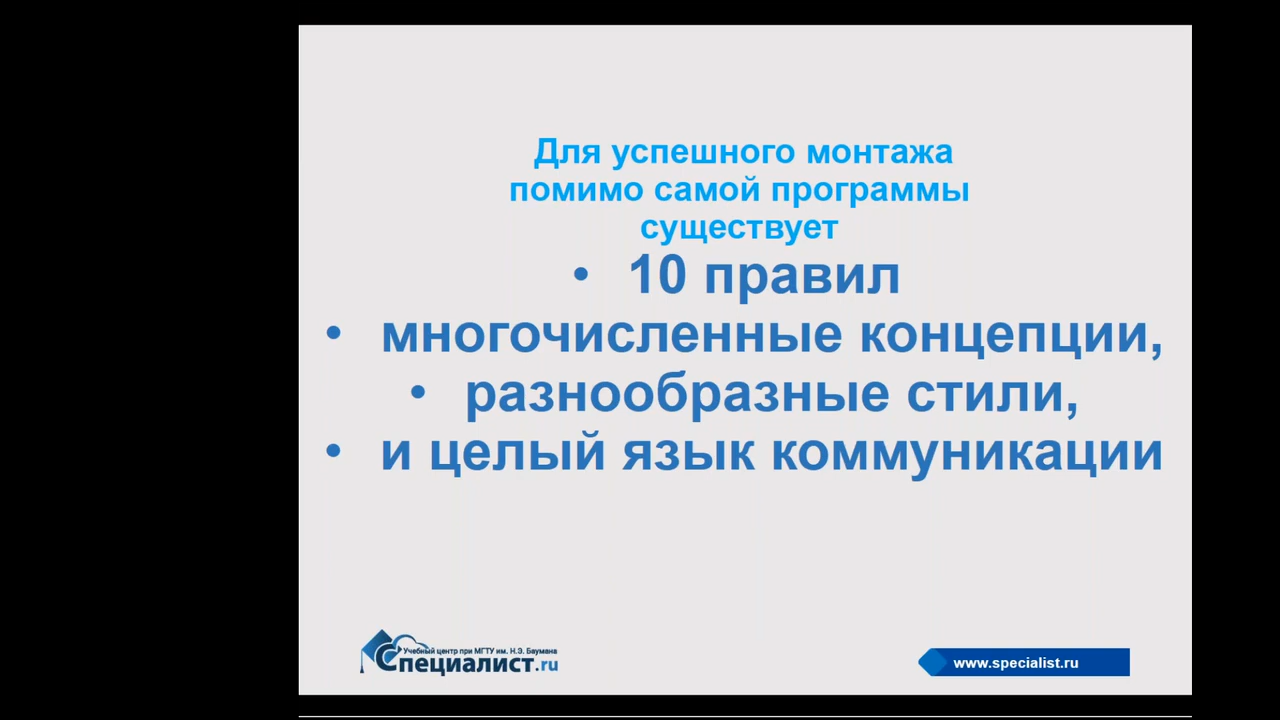 Для успешного монтажа
помимо самой программы
существует
• 10 правил
• многочисленные концепции,
• разнообразные стили,
• и целый язык коммуникации
Учебный центр при МГТУ им. Н.Э. Баумана
Специалист.ru
www.specialist.ru